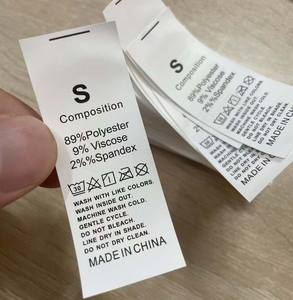 S
Composition
89%Polyester
9% Viscose
2%%Spandex
30
WASH WITH LIKE COLORS.
WASH INSIDE OUT.
MACHINE WASH COLD.
GENTLE CYCLE.
DO NOT BLEACH.
LINE DRY IN SHADE.
DO NOT DRY CLEAN.
MADE IN CHINA
S
Composition
89%Polyester
9% Viscose
2%%Spandex
MADE IN CHINA